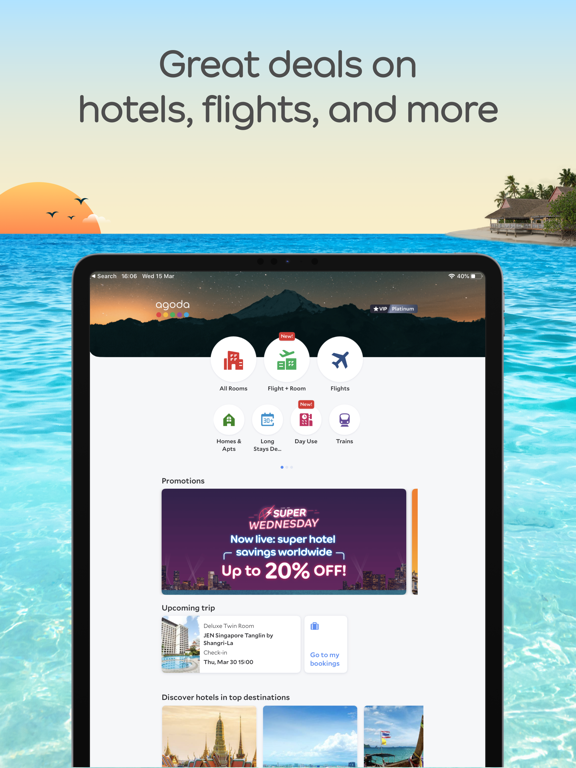 Great deals on
hotels, flights, and more
Search 16:06 Wed 15 Mar
40%
agoda
VIP Platinum
New!
All Rooms
Flight + Room
Flights
New!
30+
Homes &
Apts
Long
Stays De...
Day Use
Trains
Promotions
SUPER
WEDNESDAY
Now live: super hotel
savings worldwide
Up to 20% OFF!
Upcoming trip
Deluxe Twin Room
JEN Singapore Tanglin by
Shangri-La
Check-in
Thu, Mar 30 15:00
Go to my
bookings
Discover hotels in top destinations